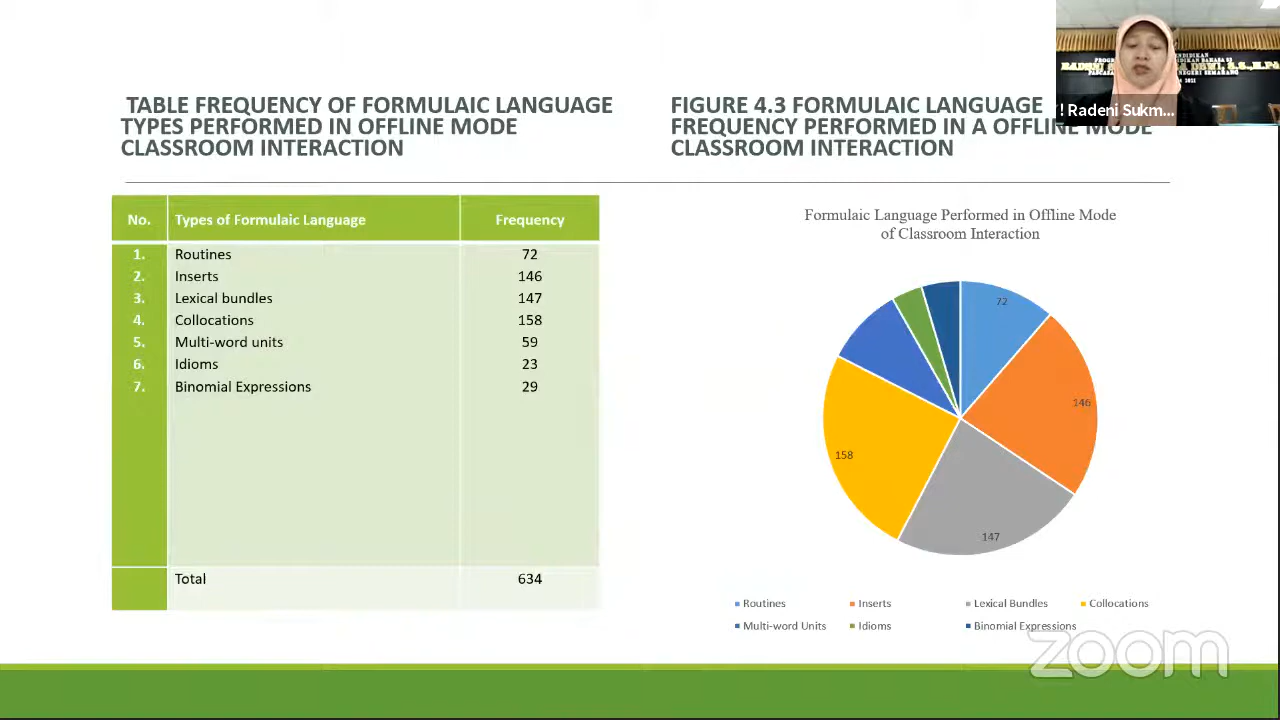 TABLE FREQUENCY OF FORMULAIC LANGUAGE
TYPES PERFORMED IN OFFLINE MODE
CLASSROOM INTERACTION
FIGURE 4.3 FORMULAIC LANGUAGE
FREQUENCY PERFORMED IN A OFFLINE MODE
CLASSROOM INTERACTION
! Radeni Sukm...
No. Types of Formulaic Language Frequency
1. Routines 72
2. Inserts 146
3. Lexical bundles 147
4. Collocations 158
5. Multi-word units 59
6. Idioms 23
7. Binomial Expressions 29
Total 634
Formulaic Language Performed in Offline Mode
of Classroom Interaction
72
146
158
147
Routines Inserts Lexical Bundles Collocations
Multi-word Units Idioms Binomial Expressions
zoom